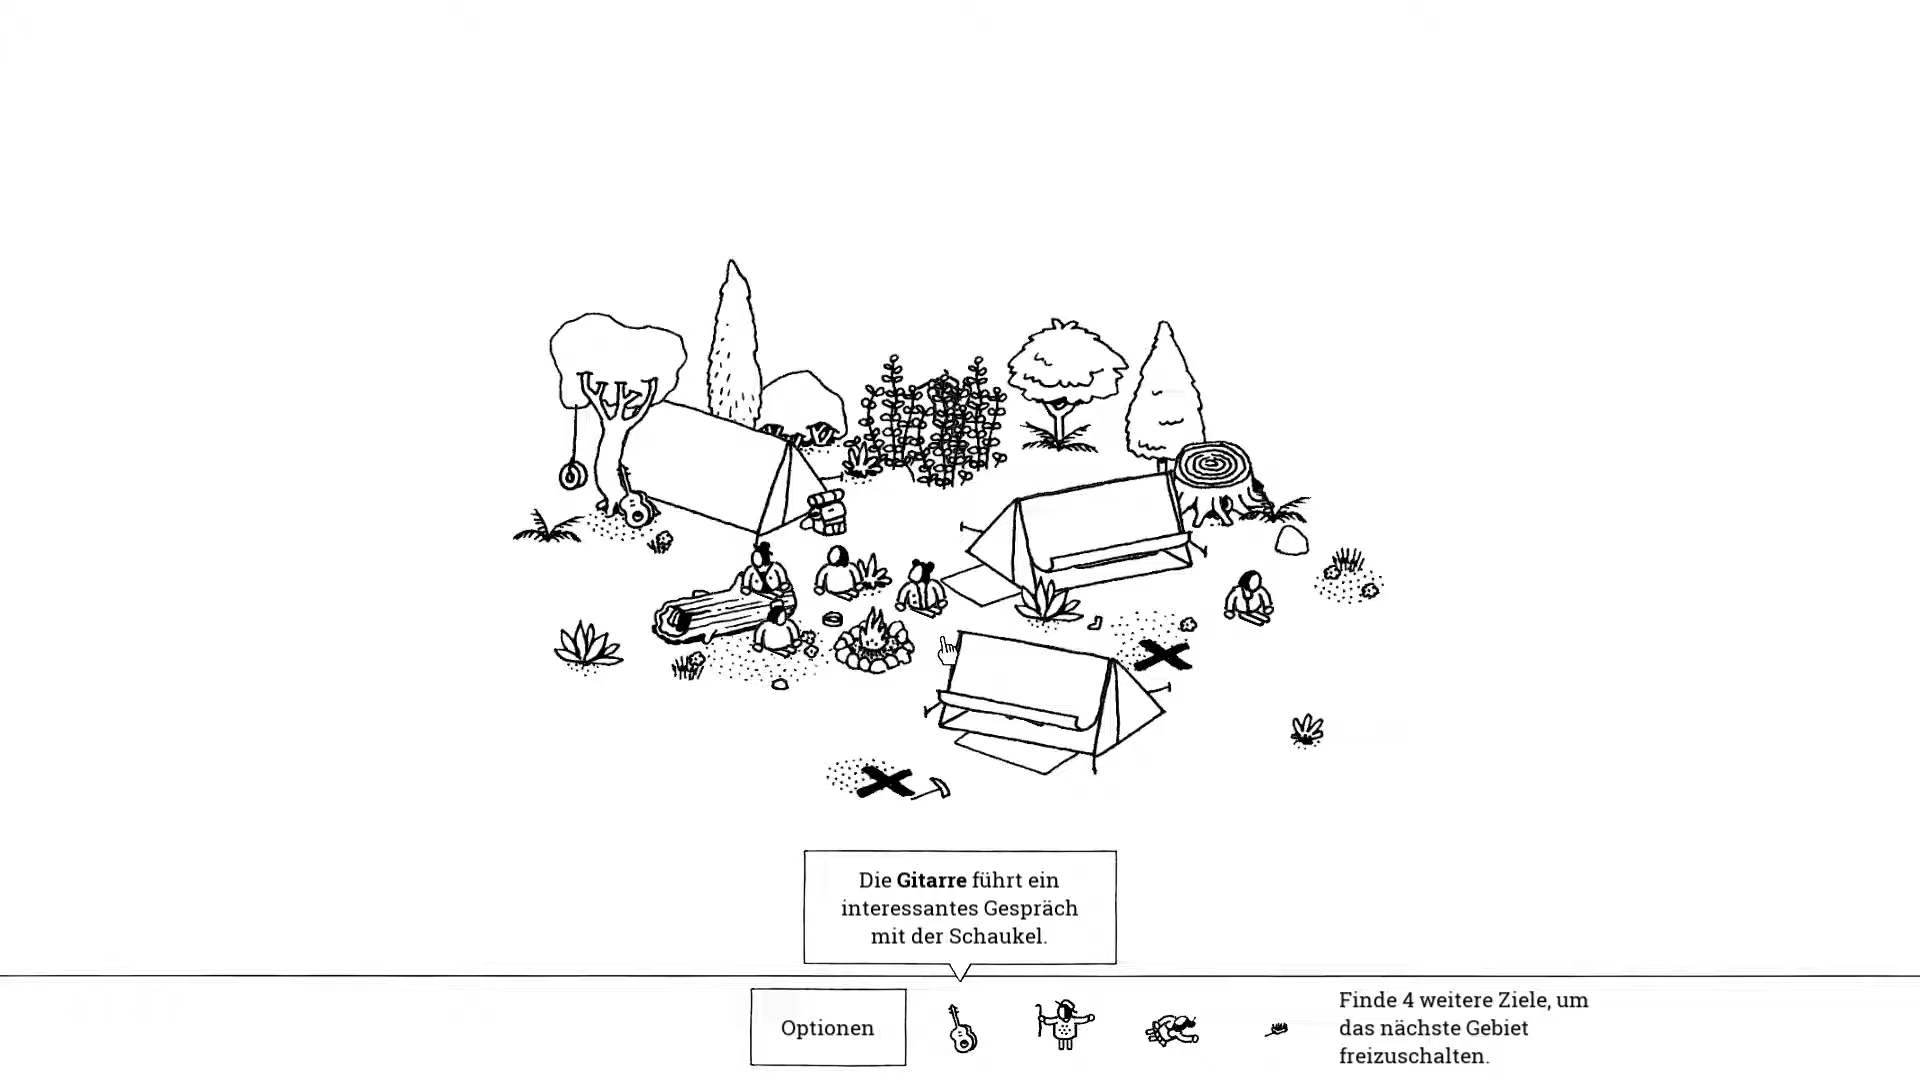 Die Gitarre führt ein
interessantes Gespräch
mit der Schaukel.
Optionen
Finde 4 weitere Ziele, um
das nächste Gebiet
freizuschalten.